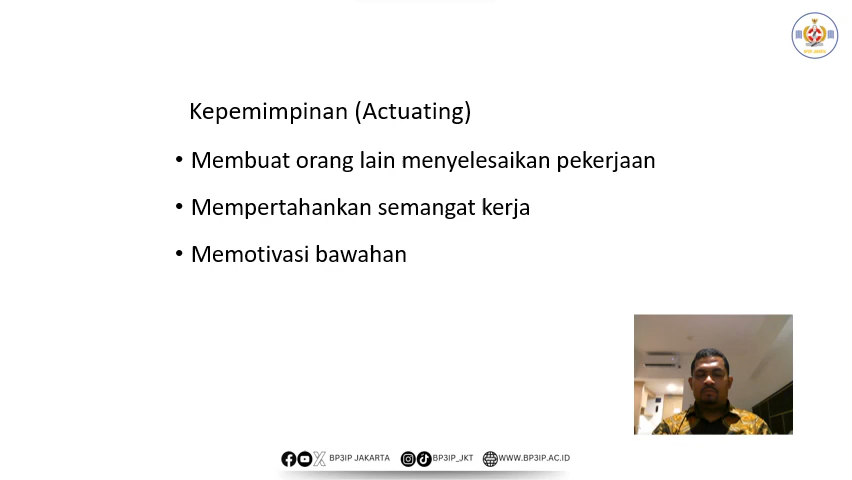 Kepemimpinan (Actuating)
• Membuat orang lain menyelesaikan pekerjaan
• Mempertahankan semangat kerja
• Memotivasi bawahan
BP3IP JAKARTA BP3IP_JKT WWW.BP3IP.AC.ID